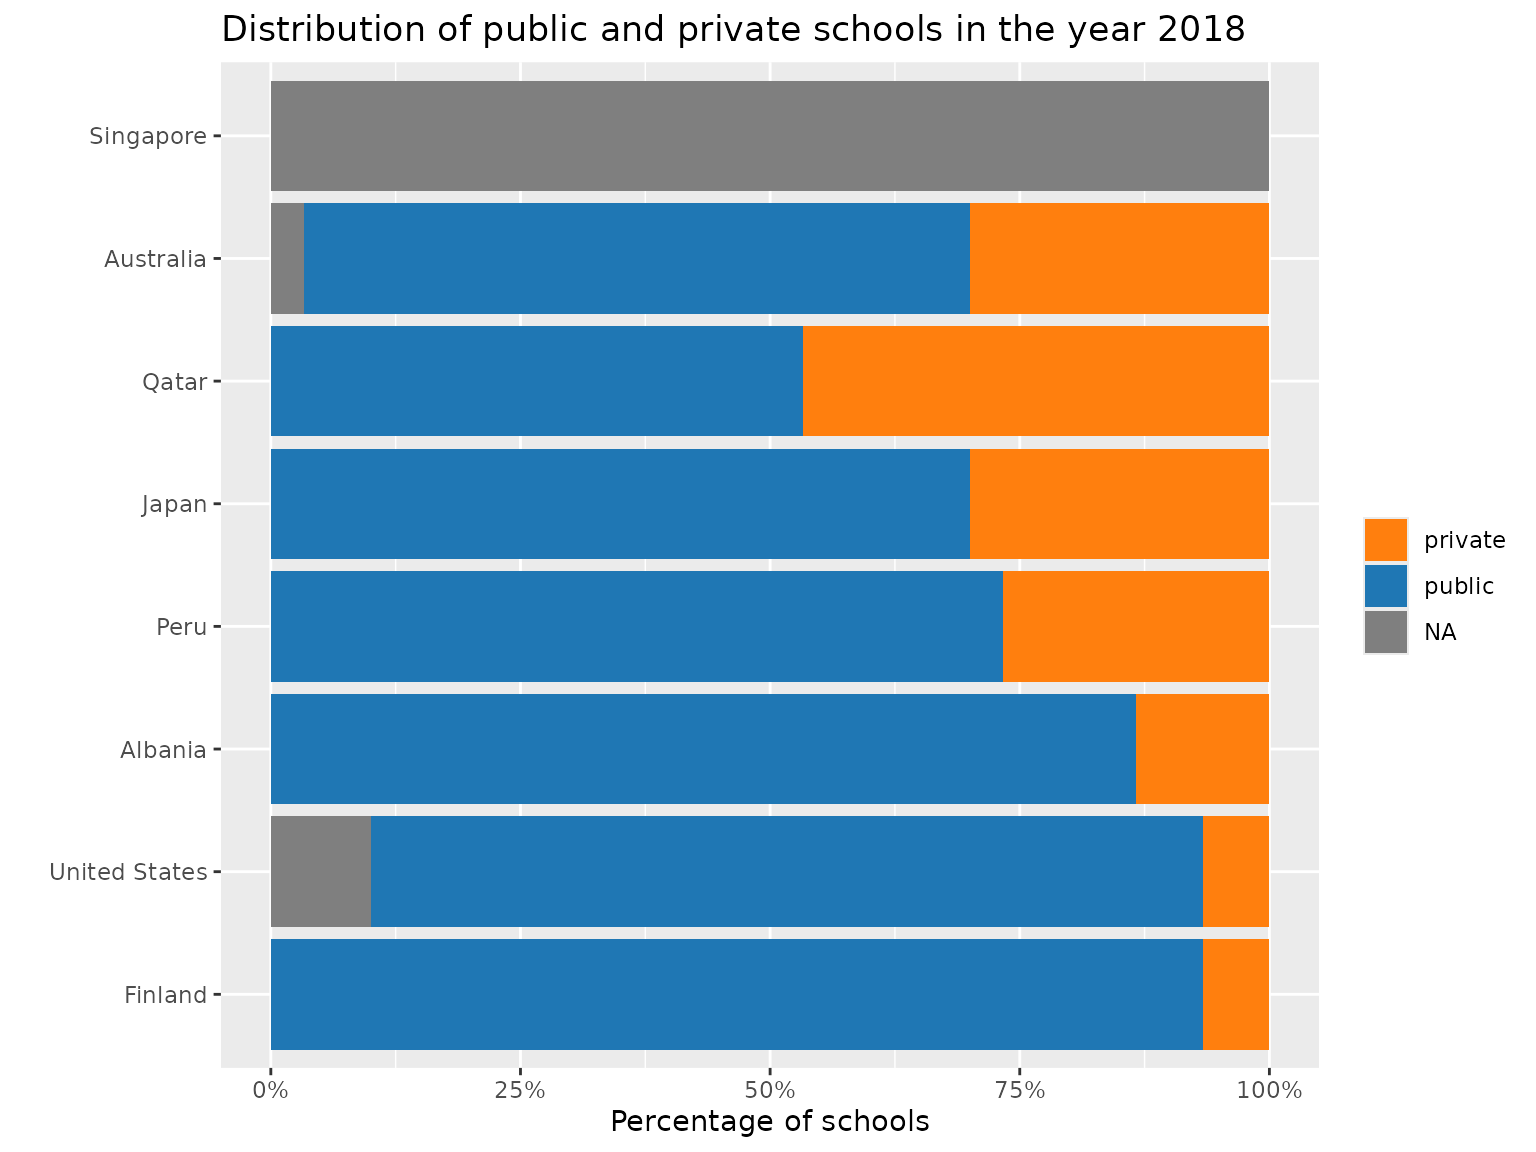 Distribution of public and private schools in the year 2018
Singapore
Australia
Qatar
Japan
Peru
Albania
United States
Finland
0% 25% 50% 75% 100%
Percentage of schools
private
public
NA